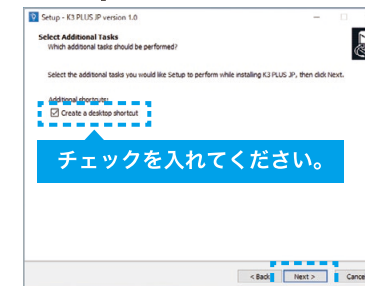 Setup - K3 PLUS JP version 1.0
Select Additional Tasks
Which additional tasks should be performed?
Select the additional tasks you would like Setup to perform while installing K3 PLUS JP, then click Next.
Additional shortcuts:
Create a desktop shortcut
チェックを入れてください。
< Back
Next >
Cance